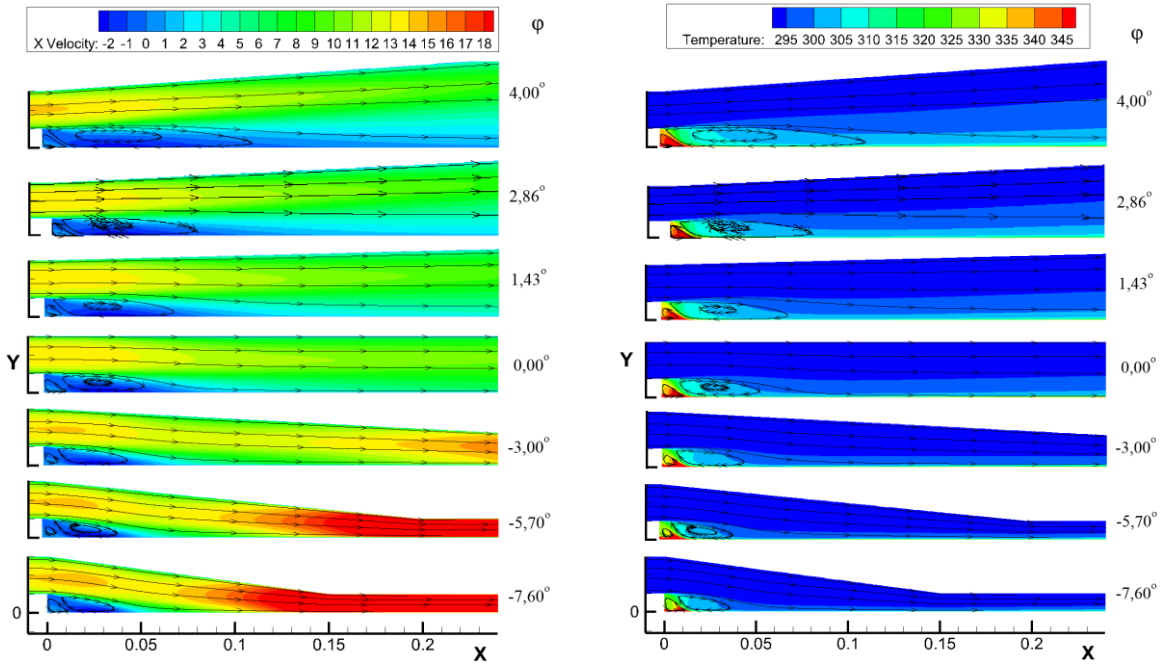 X Velocity: -2 -1 0 1 2 3 4 5 6 7 8 9 10 11 12 13 14 15 16 17 18
φ
4,00°
2,86°
1,43°
Y
0,00°
-3,00°
-5,70°
-7,60°
0
0 0.05 0.1 0.15 0.2
X
Temperature: 295 300 305 310 315 320 325 330 335 340 345
φ
4,00°
2,86°
1,43°
Y
0,00°
-3,00°
-5,70°
-7,60°
0
0 0.05 0.1 0.15 0.2
X